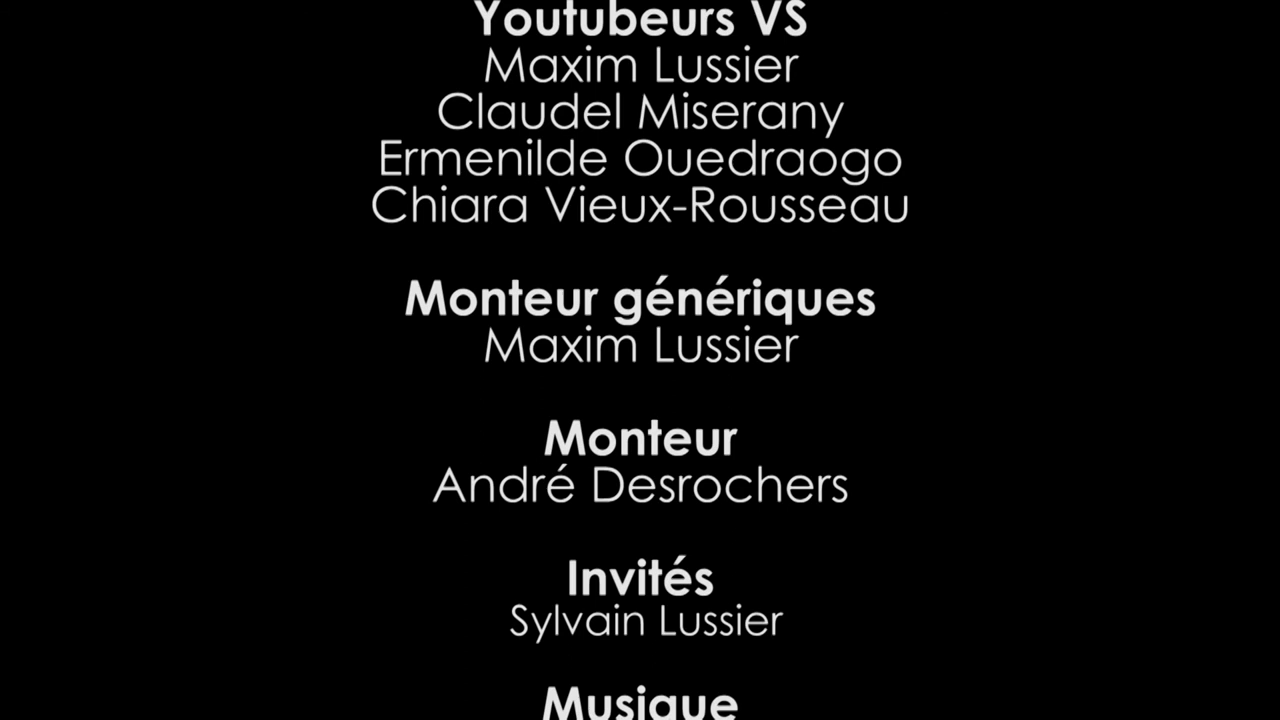 Youtubeurs VS
Maxim Lussier
Claudel Miserany
Ermenilde Ouedraogo
Chiara Vieux-Rousseau
Monteur génériques
Maxim Lussier
Monteur
André Desrochers
Invités
Sylvain Lussier
Musique